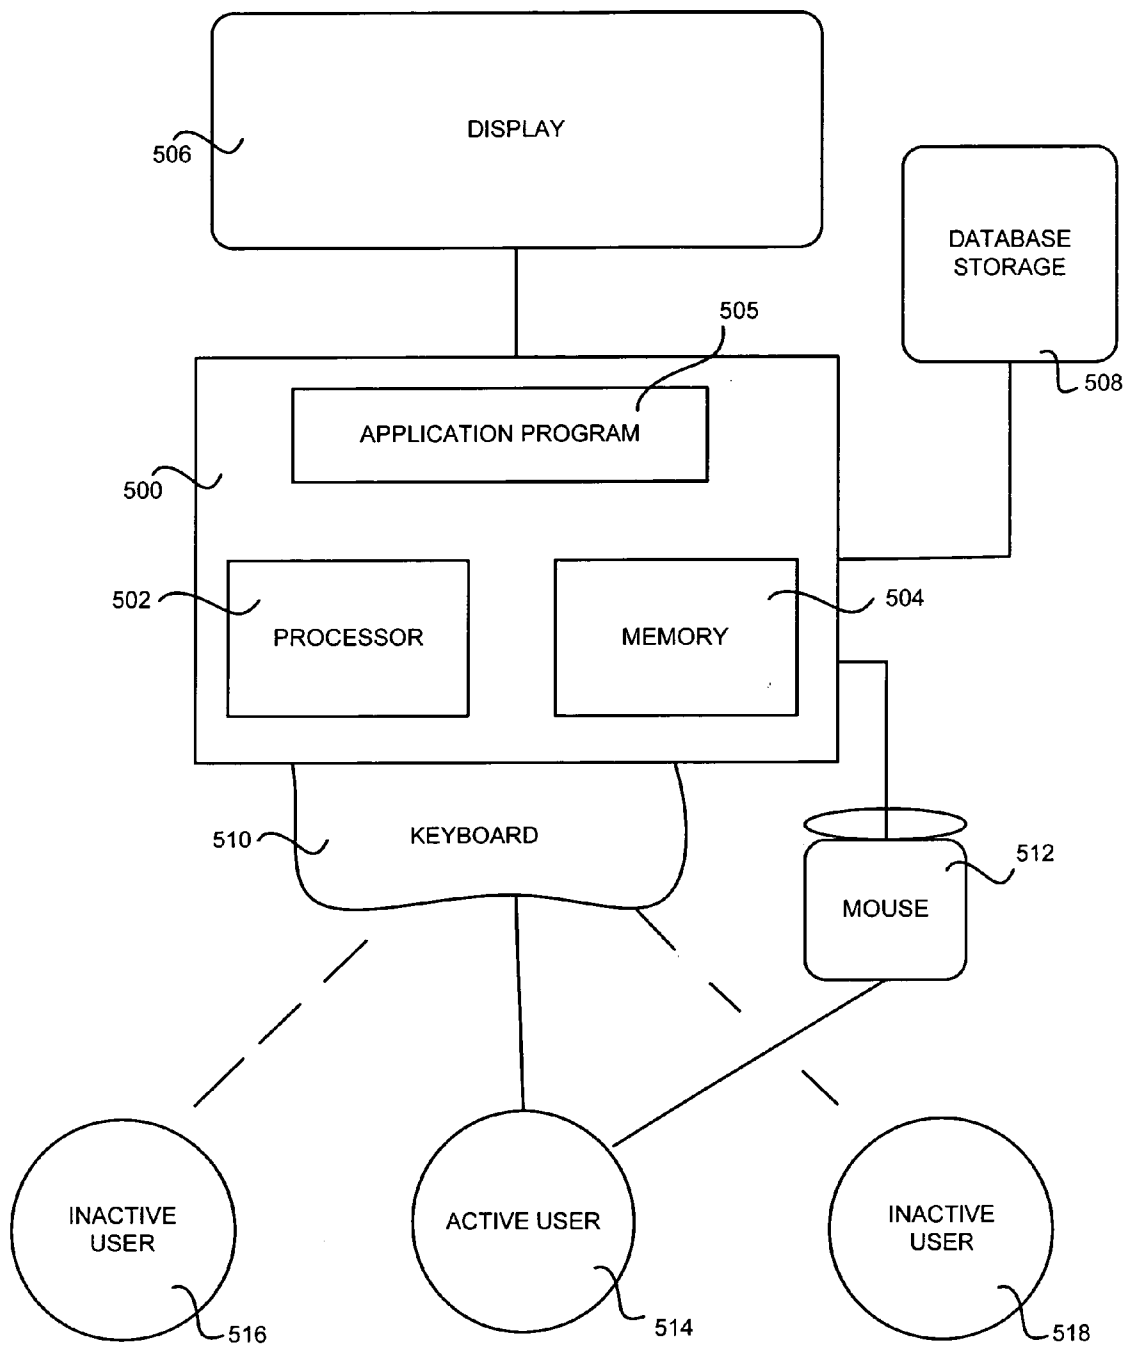 DISPLAY
506
DATABASE
STORAGE
505
508
APPLICATION PROGRAM
500
502
504
PROCESSOR
MEMORY
510
KEYBOARD
512
MOUSE
INACTIVE
USER
ACTIVE USER
INACTIVE
USER
516
514
518